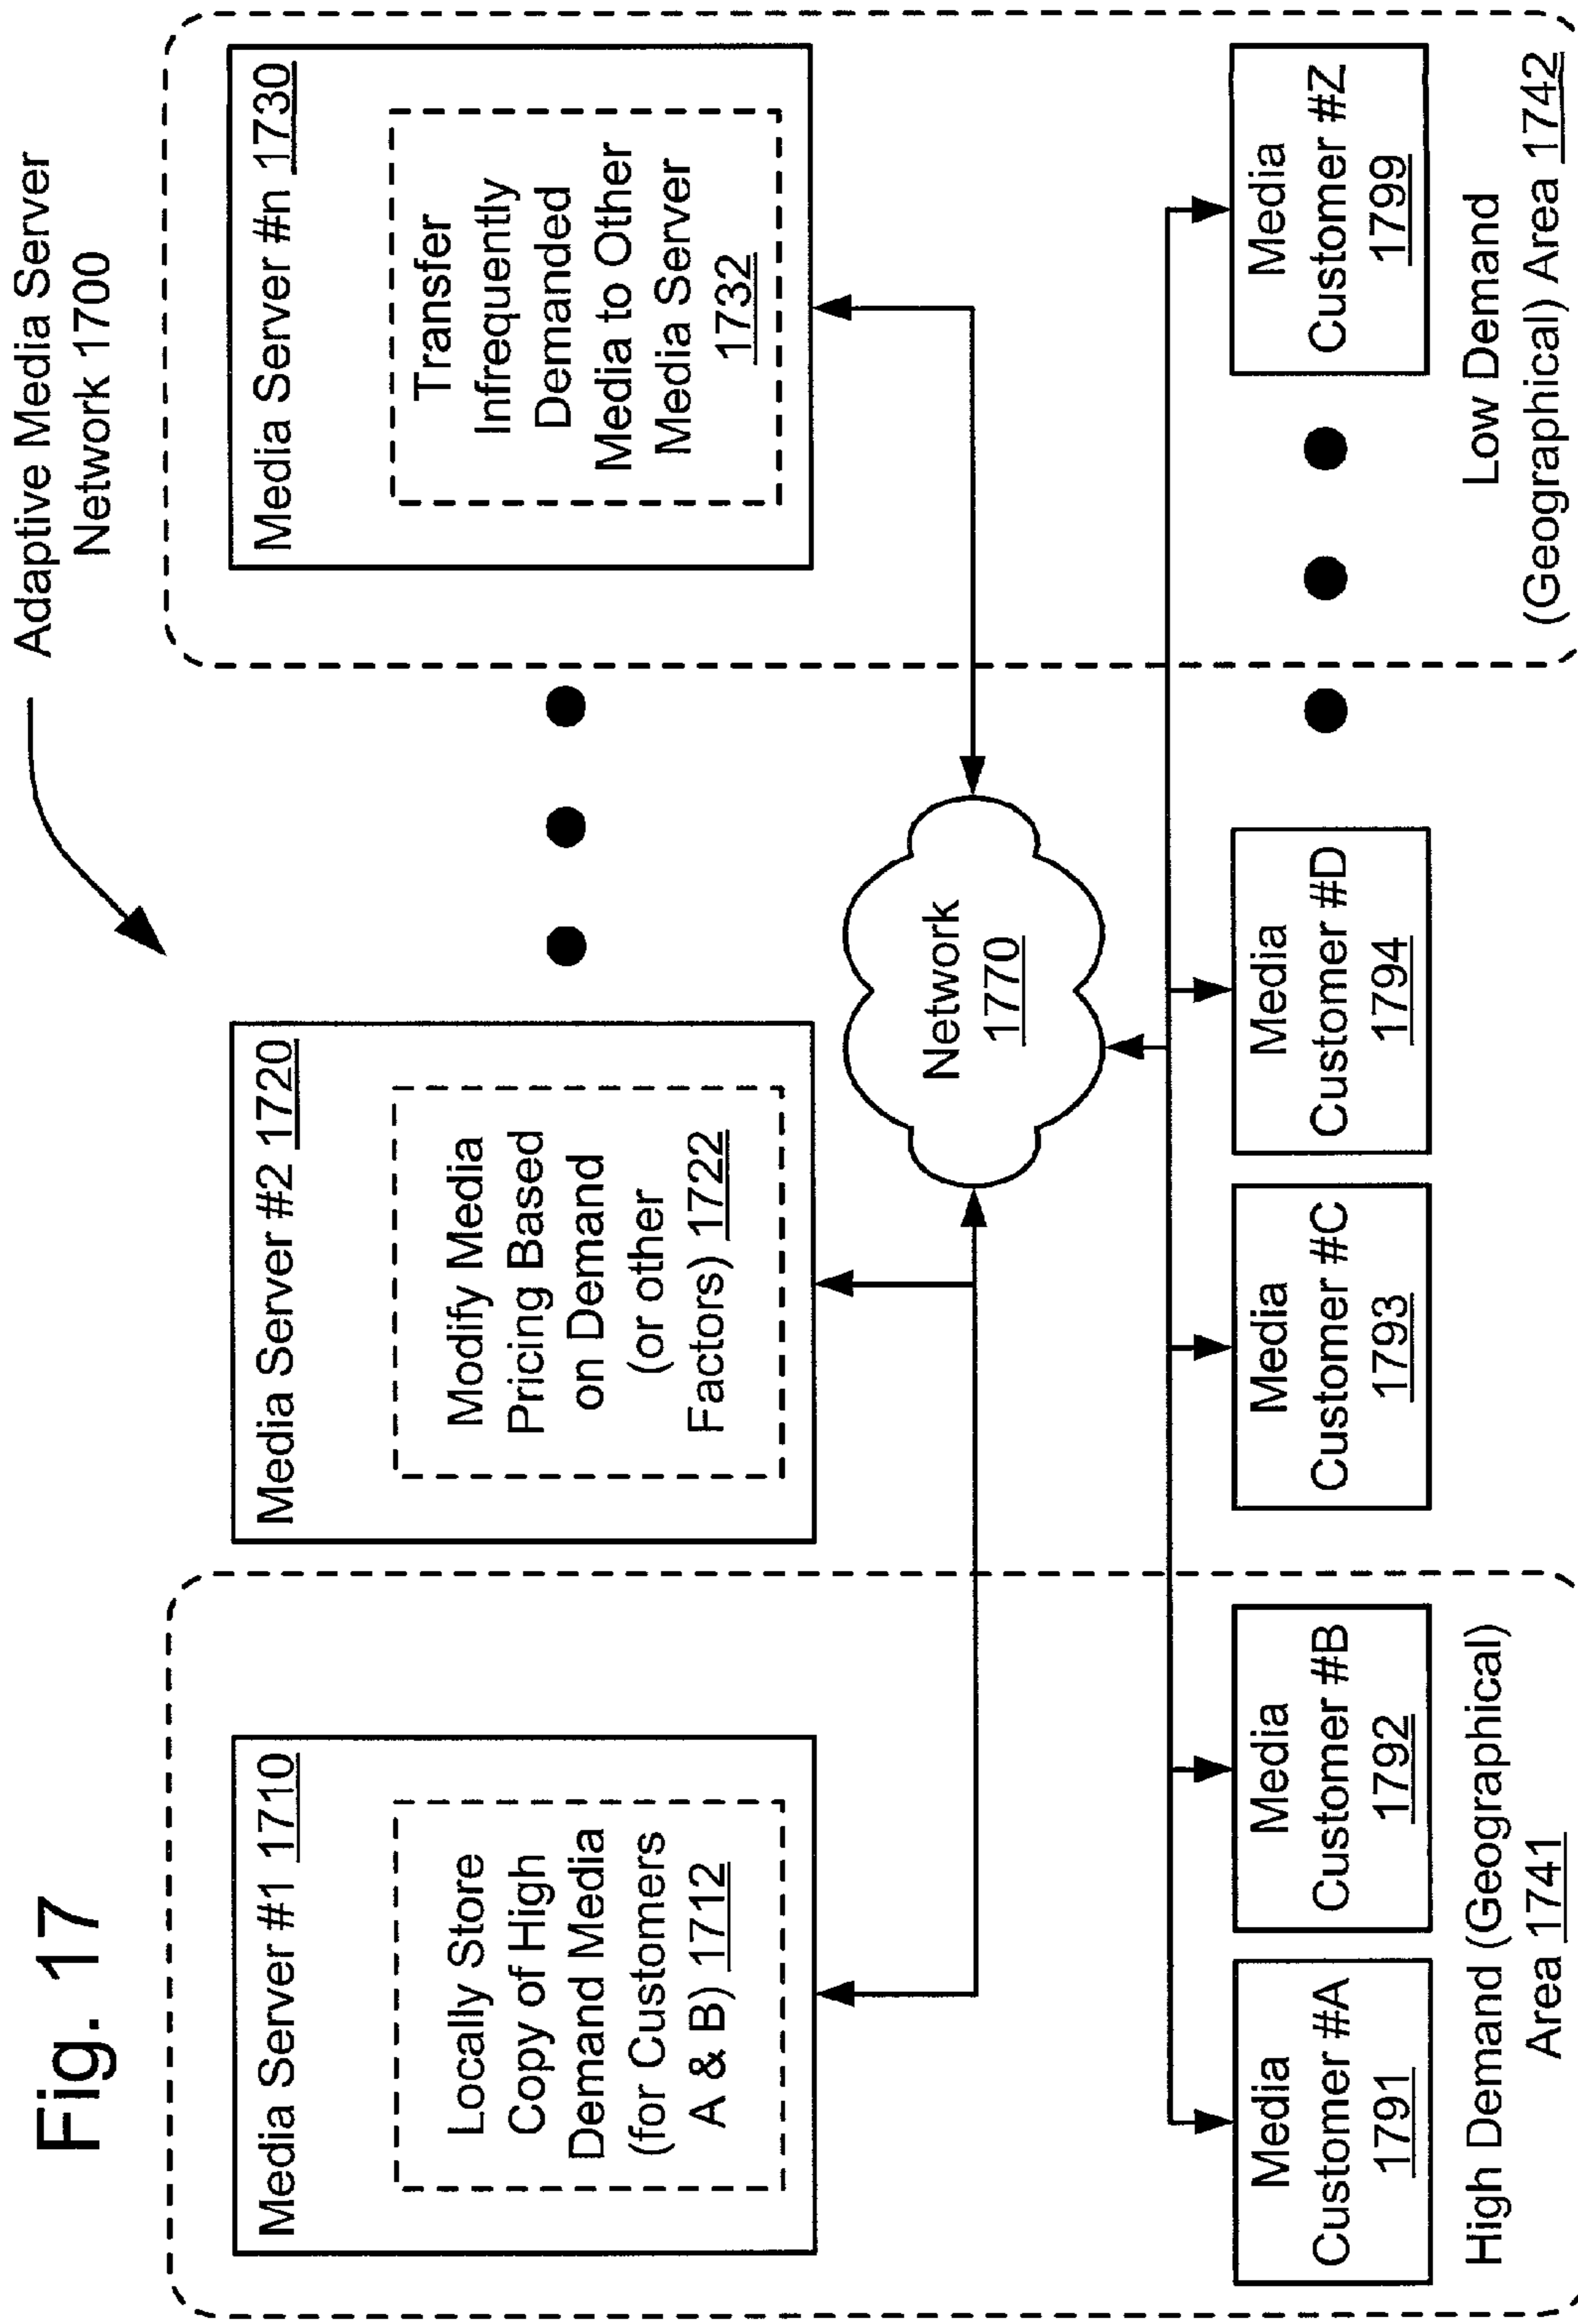 Fig. 17
Adaptive Media Server
Network 1700
Media Server #1 1710
Locally Store
Copy of High
Demand Media
(for Customers
A & B) 1712
Media Server #2 1720
Modify Media
Pricing Based
on Demand
(or other
Factors) 1722
Media Server #n 1730
Transfer
Infrequently
Demanded
Media to Other
Media Server
1732
Network
1770
Media
Customer #A
1791
Media
Customer #B
1792
Media
Customer #C
1793
Media
Customer #D
1794
Media
Customer #Z
1799
High Demand (Geographical)
Area 1741
Low Demand
(Geographical) Area 1742